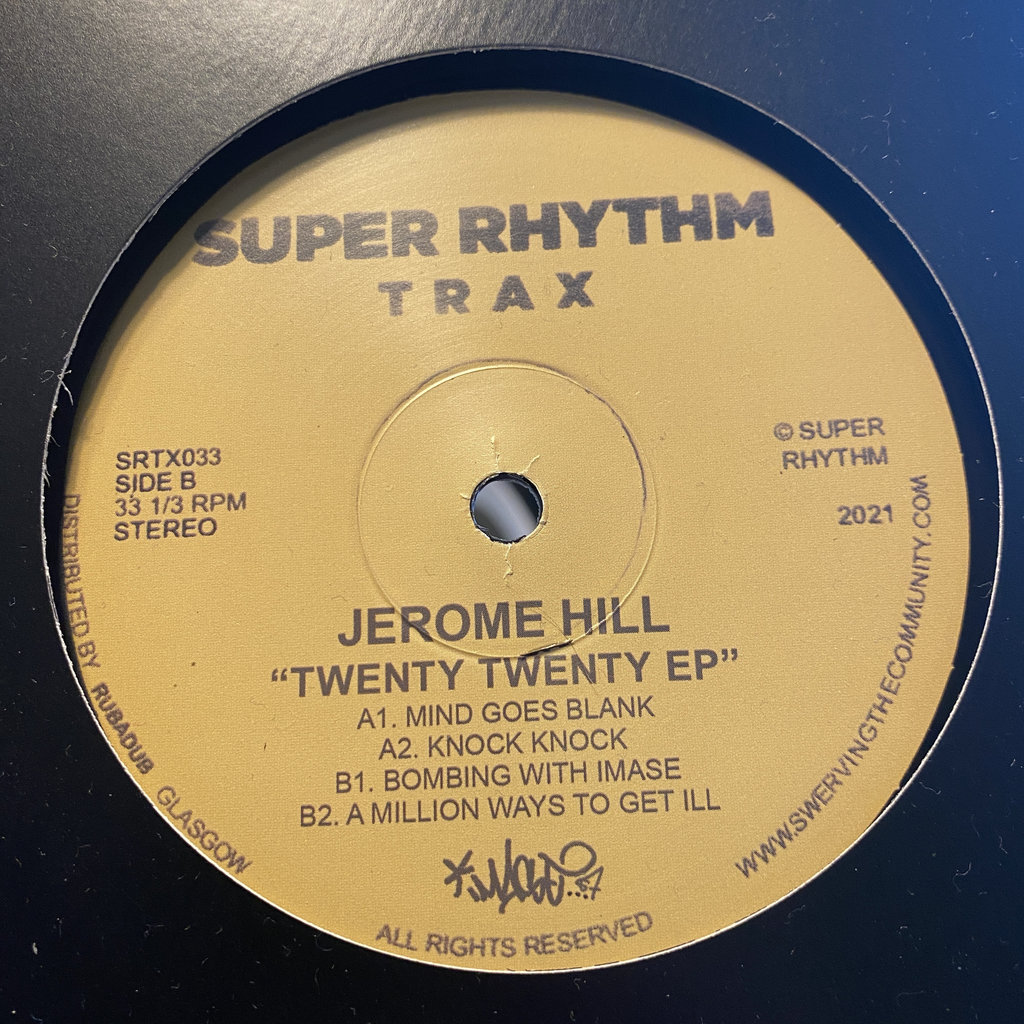 SUPER RHYTHM
TRAX
SRTX033
SIDE B
33 1/3 RPM
STEREO
© SUPER
RHYTHM
2021
JEROME HILL
“TWENTY TWENTY EP”
A1. MIND GOES BLANK
A2. KNOCK KNOCK
B1. BOMBING WITH IMASE
B2. A MILLION WAYS TO GET ILL
DISTRIBUTED BY RUBADUB GLASGOW
ALL RIGHTS RESERVED
WWW.SWERVINGTHECOMMUNITY.COM